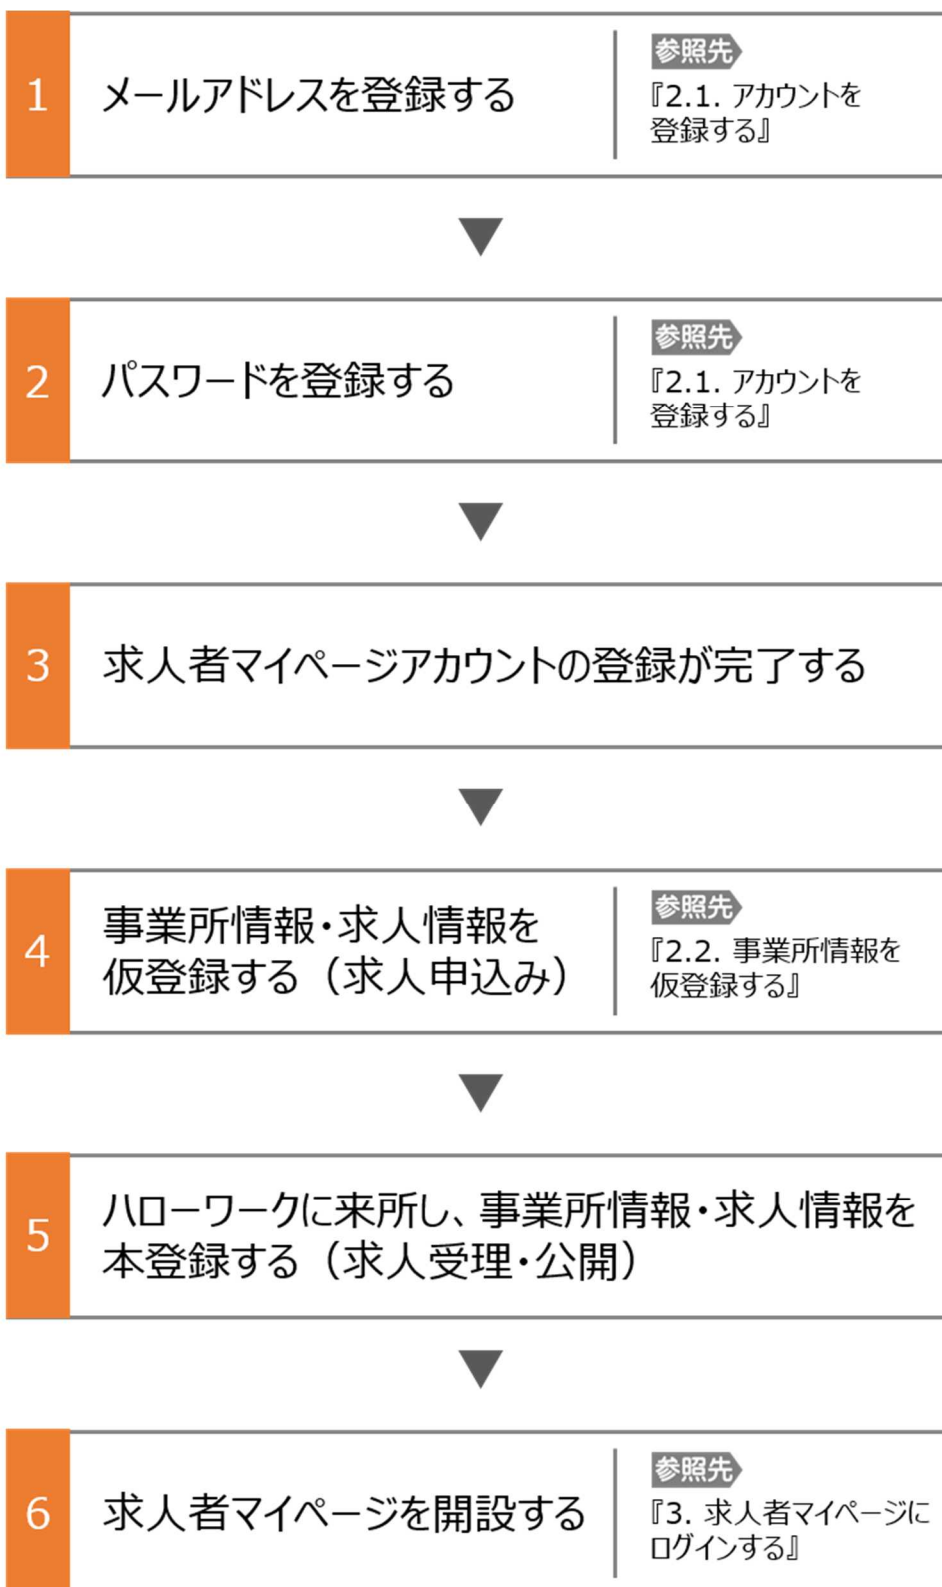 1
メールアドレスを登録する
参照先
『2.1. アカウントを
登録する』
2
パスワードを登録する
参照先
『2.1. アカウントを
登録する』
3
求人者マイページアカウントの登録が完了する
4
事業所情報・求人情報を
仮登録する（求人申込み）
参照先
『2.2. 事業所情報を
仮登録する』
5
ハローワークに来所し、事業所情報・求人情報を
本登録する（求人受理・公開）
6
求人者マイページを開設する
参照先
『3. 求人者マイページに
ログインする』